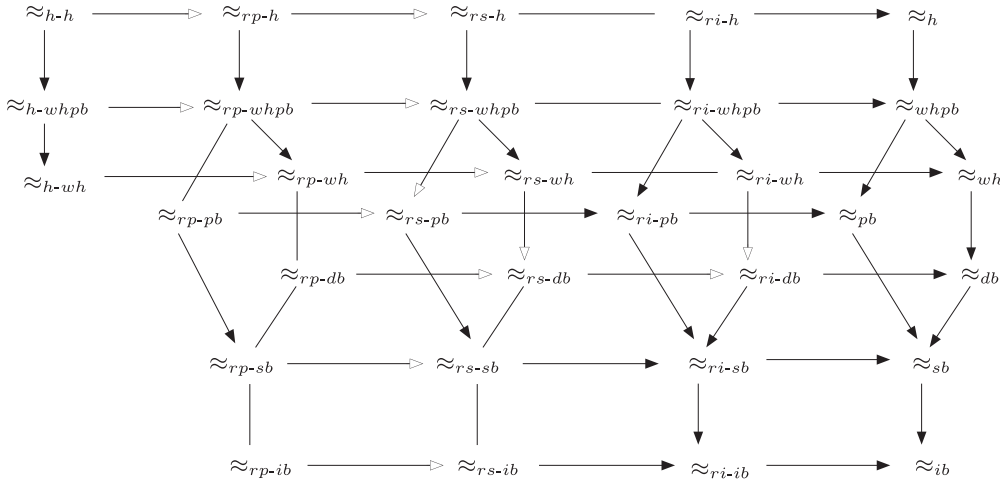 ≈h-h ≈rp-h ≈rs-h ≈ri-h ≈h
≈h-whpb ≈rp-whpb ≈rs-whpb ≈ri-whpb ≈whpb
≈h-wh ≈rp-wh ≈rs-wh ≈ri-wh ≈wh
≈rp-pb ≈rs-pb ≈ri-pb ≈pb
≈rp-db ≈rs-db ≈ri-db ≈db
≈rp-sb ≈rs-sb ≈ri-sb ≈sb
≈rp-ib ≈rs-ib ≈ri-ib ≈ib